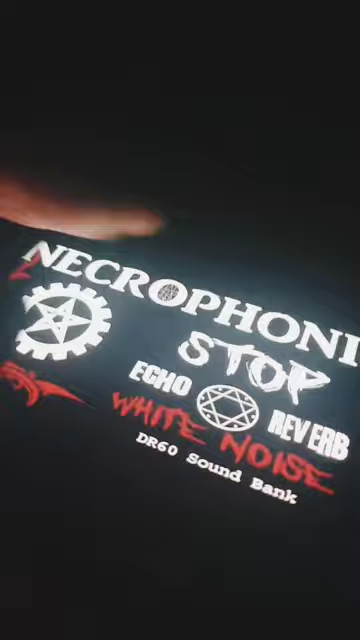 NECROPHONI
STOP
ECHO REVERB
WHITE NOISE
DR60 Sound Bank